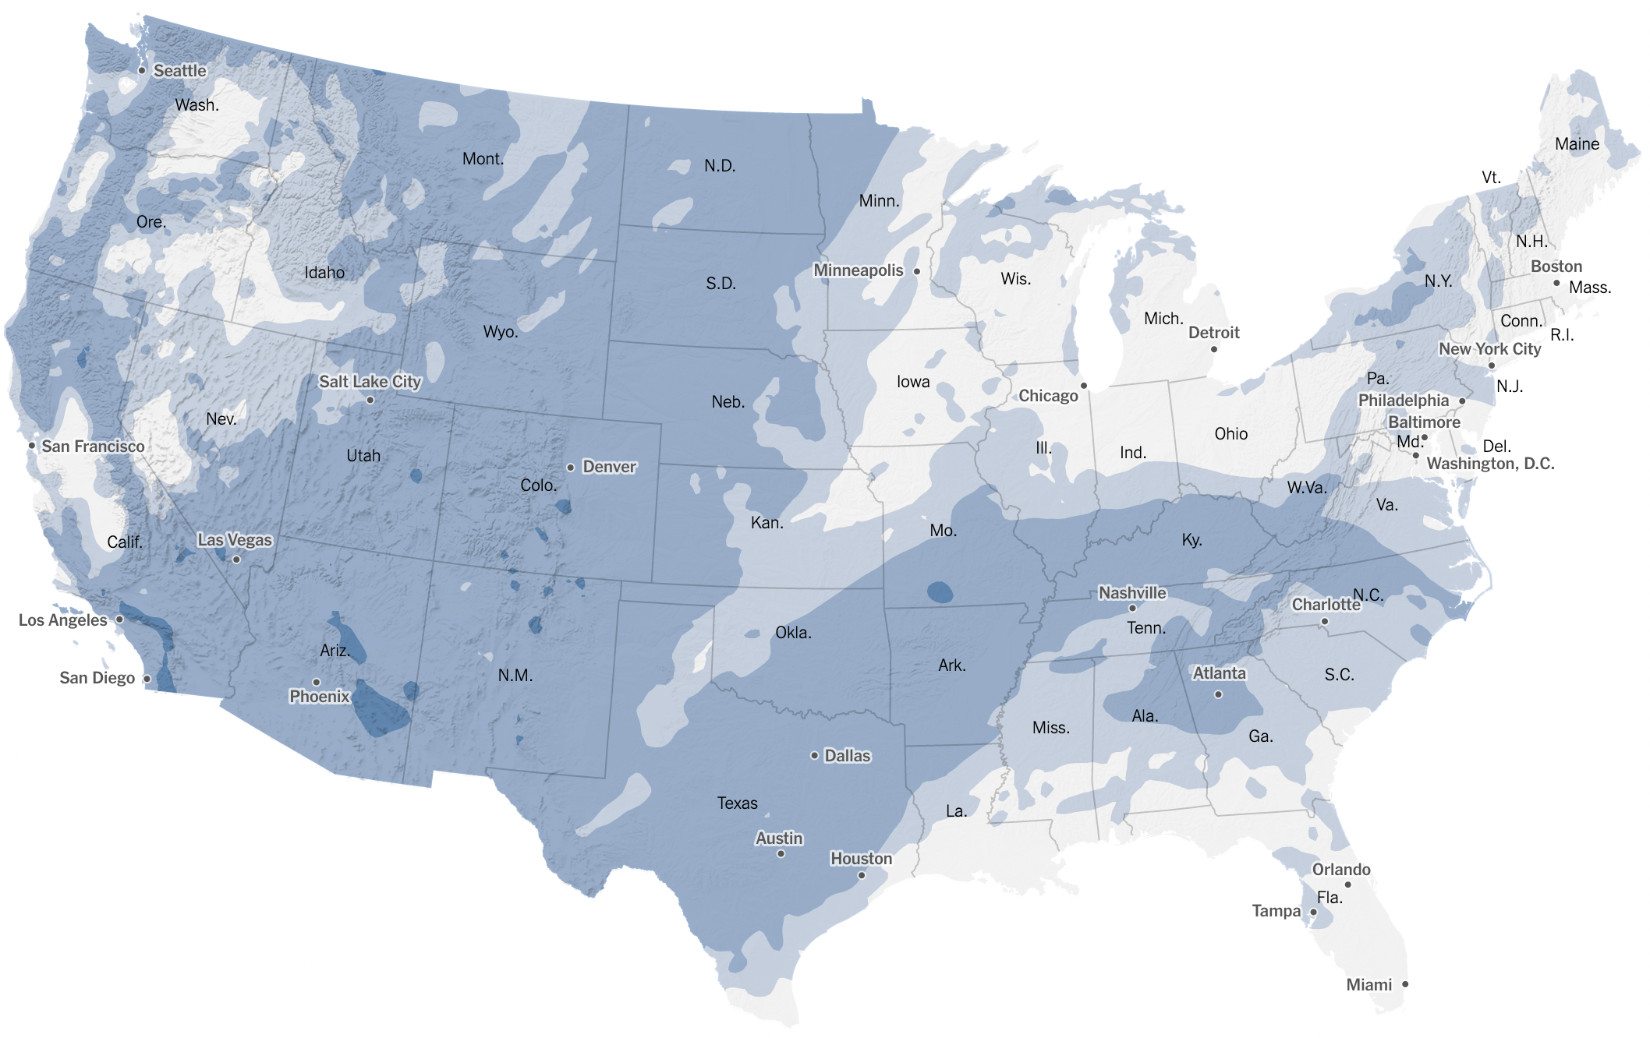 Seattle
Wash.
Maine
Mont.
N.D.
Vt.
Ore.
Minn.
N.H.
Idaho
Minneapolis
Wis.
Boston
S.D.
N.Y.
Mass.
Wyo.
Mich.
Detroit
Conn.
R.I.
New York City
Salt Lake City
Iowa
Chicago
Pa.
N.J.
Neb.
Philadelphia
Nev.
Baltimore
San Francisco
Utah
Ohio
Ill.
Ind.
Md.
Del.
Denver
Washington, D.C.
Colo.
W.Va.
Va.
Kan.
Mo.
Calif.
Las Vegas
Ky.
Nashville
N.C.
Charlotte
Los Angeles
Okla.
Tenn.
Ariz.
Ark.
San Diego
N.M.
Atlanta
S.C.
Phoenix
Ala.
Miss.
Ga.
Dallas
Texas
La.
Austin
Houston
Orlando
Fla.
Tampa
Miami